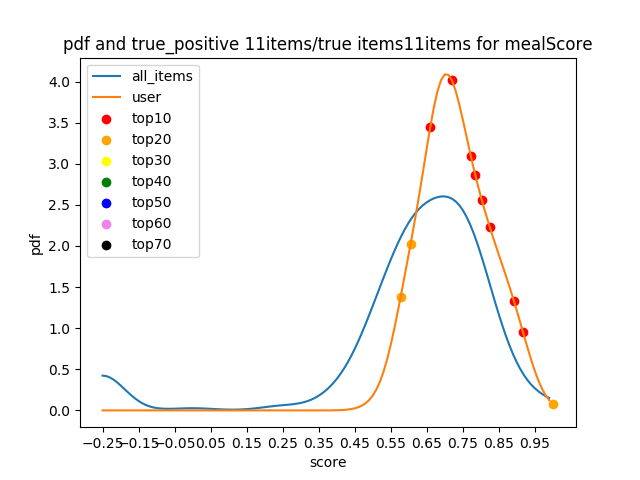 pdf and true_positive 11items/true items11items for mealScore
all_items
user
top10
top20
top30
top40
top50
top60
top70
pdf
4.0
3.5
3.0
2.5
2.0
1.5
1.0
0.5
0.0
−0.25 −0.15 −0.05 0.05 0.15 0.25 0.35 0.45 0.55 0.65 0.75 0.85 0.95
score